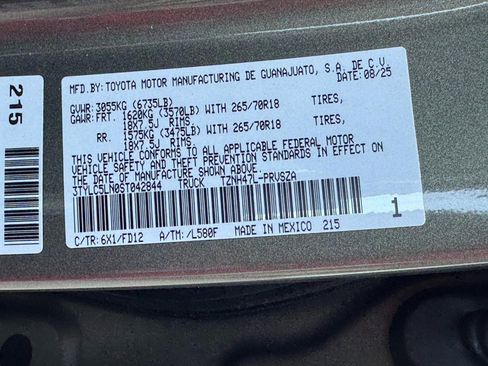 215
MFD.BY: TOYOTA MOTOR MANUFACTURING DE GUANAJUATO, S.A. DE C.V.
DATE: 08/25
GVWR: 3055KG (6735LB)
GAWR: FRT. 1620KG (3570LB) WITH 265/70R18 TIRES,
18X7.5J RIMS.
RR. 1575KG (3475LB) WITH 265/70R18 TIRES,
18X7.5J RIMS.
THIS VEHICLE CONFORMS TO ALL APPLICABLE FEDERAL MOTOR
VEHICLE SAFETY AND THEFT PREVENTION STANDARDS IN EFFECT ON
THE DATE OF MANUFACTURE SHOWN ABOVE.
3TYLC5LN0ST042844 TRUCK TZNH47L-PRVSZA
C/TR: 6X1/FD12 A/TM: /L580F MADE IN MEXICO 215
1